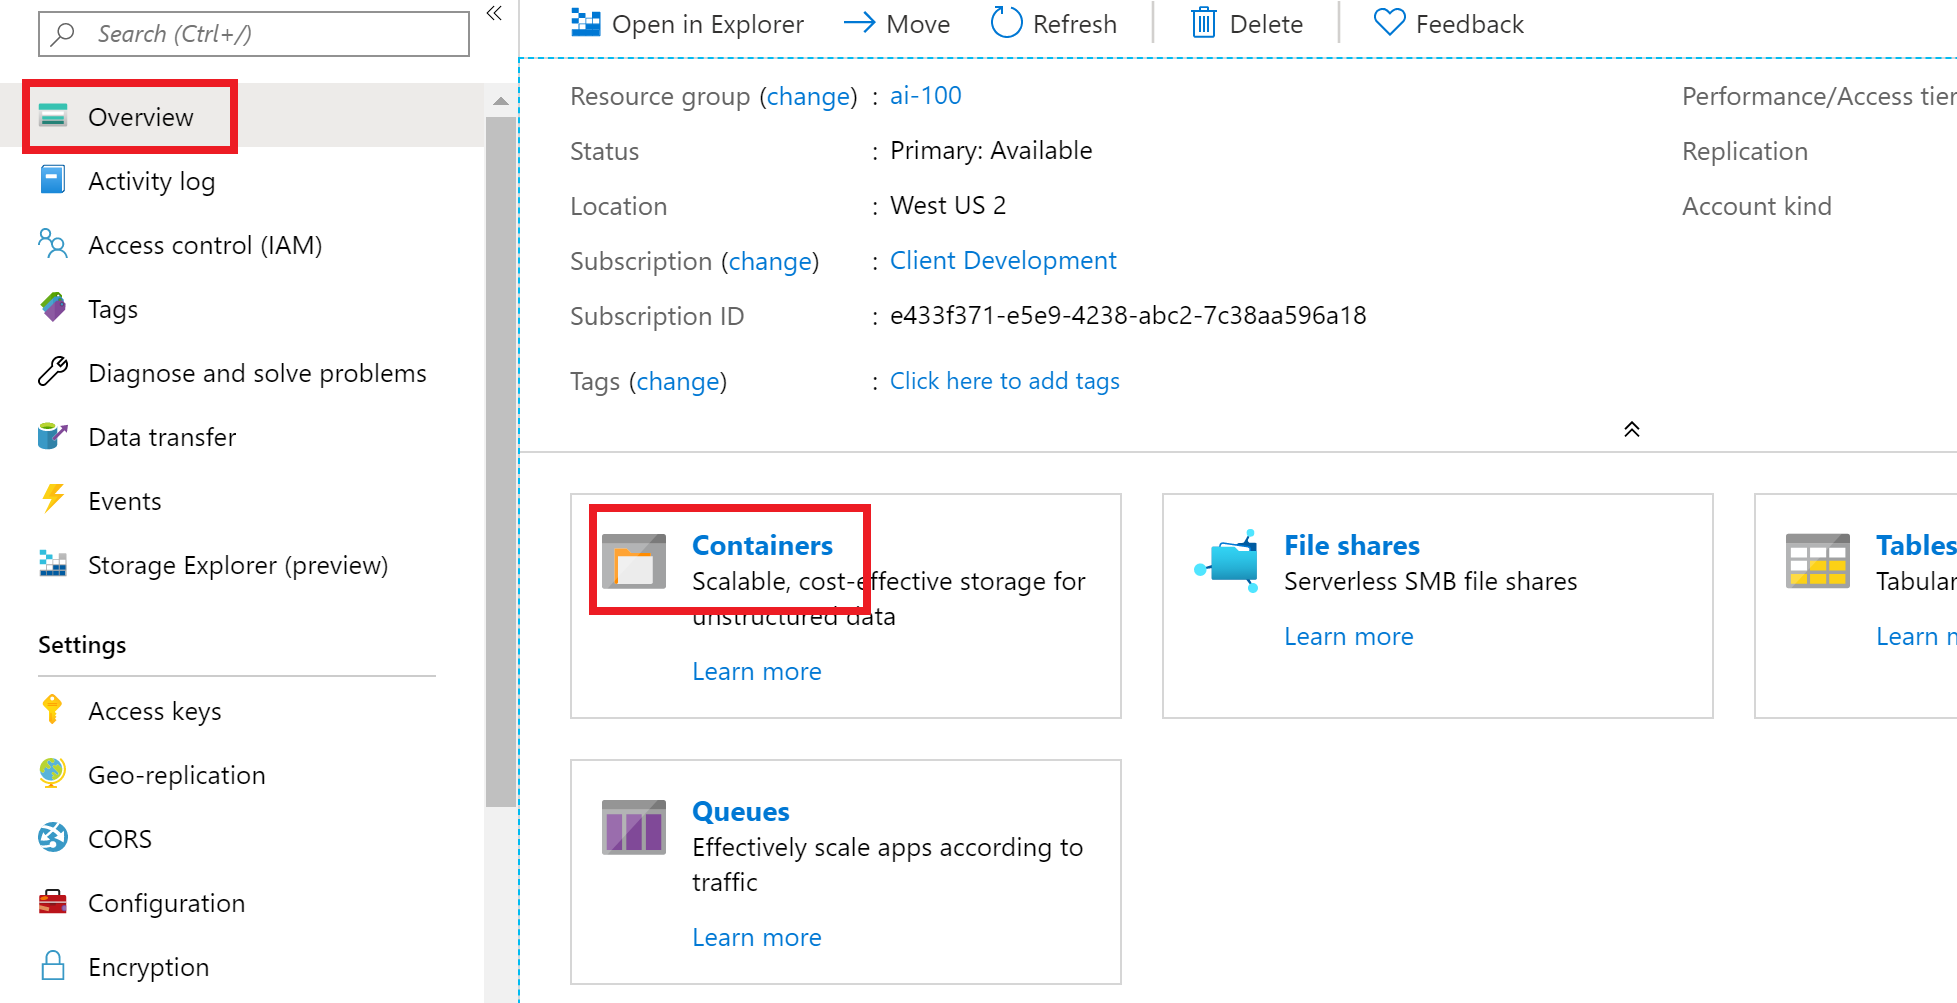 Search (Ctrl+/)
Overview
Activity log
Access control (IAM)
Tags
Diagnose and solve problems
Data transfer
Events
Storage Explorer (preview)
Settings
Access keys
Geo-replication
CORS
Configuration
Encryption
Open in Explorer Move Refresh Delete Feedback
Resource group (change) : ai-100
Status : Primary: Available
Location : West US 2
Subscription (change) : Client Development
Subscription ID : e433f371-e5e9-4238-abc2-7c38aa596a18
Tags (change) : Click here to add tags
Performance/Access tier
Replication
Account kind
Containers
Scalable, cost-effective storage for
unstructured data
Learn more
File shares
Serverless SMB file shares
Learn more
Tables
Tabular
Learn m
Queues
Effectively scale apps according to
traffic
Learn more